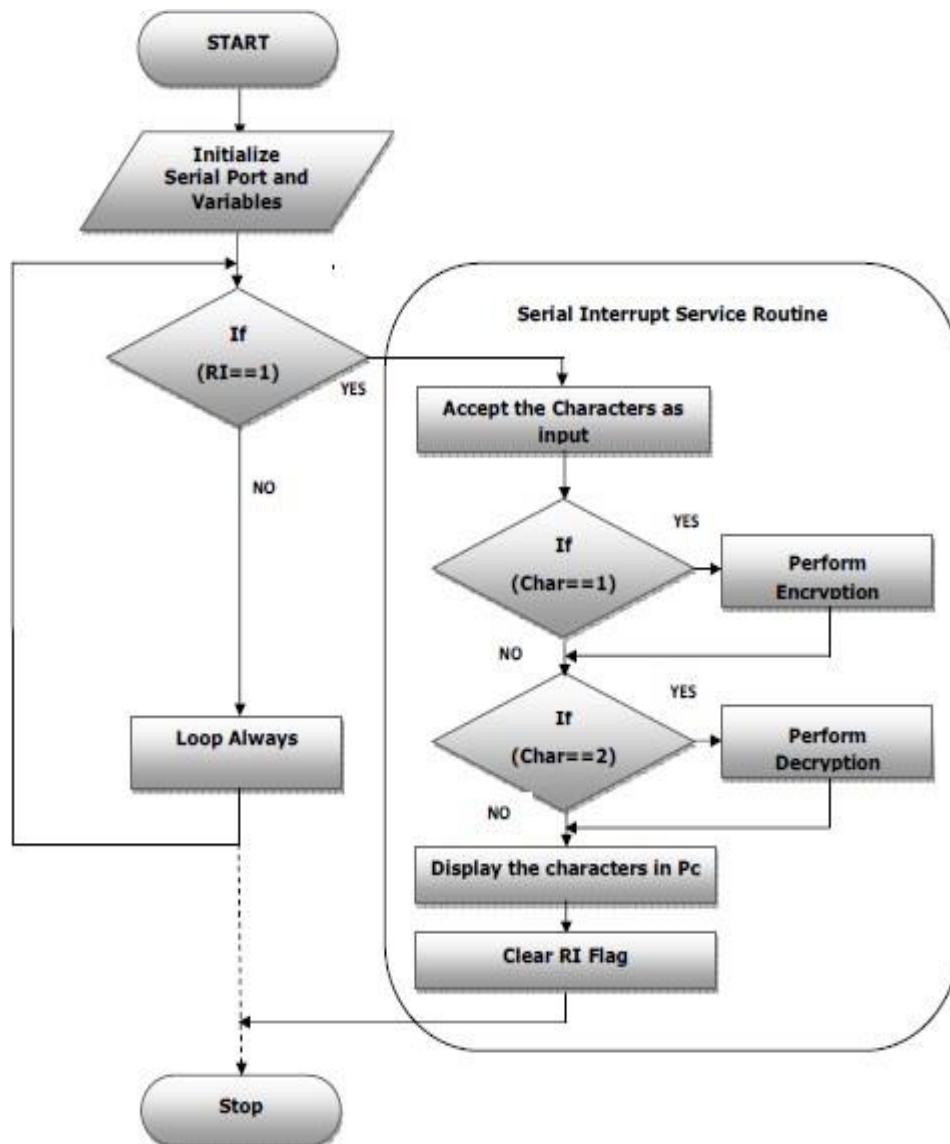 START
Initialize
Serial Port and
Variables
If
(RI==1)
YES
NO
Loop Always
Serial Interrupt Service Routine
Accept the Characters as
input
If
(Char==1)
YES
Perform
Encryption
NO
If
(Char==2)
YES
Perform
Decryption
NO
Display the characters in Pc
Clear RI Flag
Stop